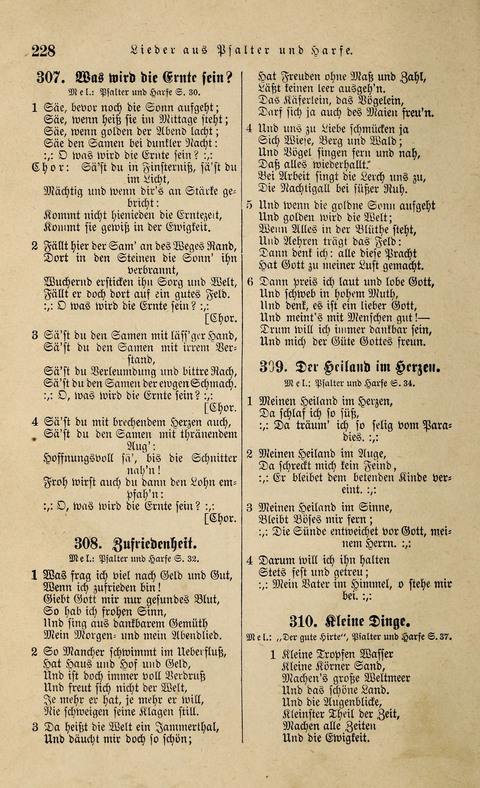 228 Lieder aus Psalter und Harfe.
307. Was wird die Ernte sein?
Mel.: Psalter und Harfe S. 30.
1 Säe, bevor noch die Sonn aufgeht;
Säe, wenn heiß sie im Mittage steht;
Säe, wenn golden der Abend lacht;
Säe den Samen bei dunkler Nacht:
:,: O was wird die Ernte sein? :,:
Chor: Sä'st du in Finsterniß, sä'st du
im Licht,
Mächtig und wenn dir's an Stärke ge-
bricht:
Kommt nicht hienieden die Erntezeit,
Kommt sie gewiß in der Ewigkeit.
2 Fällt hier der Sam' an des Weges Rand,
Dort in den Steinen die Sonn' ihn
verbrannt,
Wuchernd ersticken ihn Sorg und Welt,
Fällt er doch dort auf ein gutes Feld.
:,: O was wird die Ernte sein? :,:
[Chor.
3 Sä'st du den Samen mit läss'ger Hand,
Sä'st du den Samen mit irrem Ver-
stand,
Sä'st du Verleundung und bittre Rach,
Sä'st du den Samen der ewgen Schmach.
:,: O, was wird die Ernte sein? :,:
[Chor.
4 Sä'st du mit brechendem Herzen auch,
Sä'st du den Samen mit thränendem
Aug':
Hoffnungsvoll sä', bis die Schnitter
nah'n!
Froh wirst auch du dann den Lohn em-
pfah'n:
:,: O, was wird die Ernte sein? :,:
[Chor.
308. Zufriedenheit.
Mel.: Psalter und Harfe S. 32.
1 Was frag ich viel nach Geld und Gut,
Wenn ich zufrieden bin!
Giebt Gott mir nur gesundes Blut,
So hab ich frohen Sinn,
Und sing aus dankbarem Gemüth
Mein Morgen- und mein Abendlied.
2 So Mancher schwimmt im Ueberfluß,
Hat Haus und Hof und Geld,
Und ist doch immer voll Verdruß
Und freut sich nicht der Welt,
Je mehr er hat, je mehr er will,
Nie schweigen seine Klagen still.
3 Da heißt die Welt ein Jammerthal,
Und däucht mir doch so schön;
Hat Freuden ohne Maß und Zahl,
Läßt keinen leer ausgeh'n.
Das Käferlein, das Vögelein,
Darf sich ja auch des Maien freu'n.
4 Und uns zu Liebe schmücken ja
Sich Wiese, Berg und Wald;
Und Vögel singen fern und nah,
Daß alles wiederhallt.
Bei Arbeit singt die Lerch uns zu,
Die Nachtigall bei süßer Ruh.
5 Und wenn die goldne Sonn aufgeht
Und golden wird die Welt;
Wenn Alles in der Blüthe steht,
Und Aehren trägt das Feld:
Dann denk ich: alle diese Pracht
Hat Gott zu meiner Lust gemacht.
6 Dann preis ich laut und lobe Gott,
Und schweb in hohem Muth,
Und denk, es ist ein lieber Gott,
Und meint's mit Menschen gut!—
Drum will ich immer dankbar sein,
Und mich der Güte Gottes freun.
309. Der Heiland im Herzen.
Mel.: Psalter und Harfe S. 34.
1 Meinen Heiland im Herzen,
Da schlaf ich so süß,
:,: Da träum' ich so selig vom Para-
dies. :,:
2 Meinen Heiland im Auge,
Da schreckt mich kein Feind,
:,: Er bleibet dem betenden Kinde ver-
eint. :,:
3 Meinen Heiland im Sinne,
Bleibt Böses mir fern;
:,: Die Sünde entweichet vor Gott, mei-
nem Herrn. :,:
4 Darum will ich ihn halten
Stets fest und getreu;
:,: Mein Vater im Himmel, o stehe mir
bei. :,:
310. Kleine Dinge.
Mel.: „Der gute Hirte", Psalter und Harfe S. 37.
1 Kleine Tropfen Wasser
Kleine Körner Sand,
Machen's große Weltmeer
Und das schöne Land.
Und die Augenblicke,
Kleinster Theil der Zeit,
Machen alle Zeiten
Und die Ewigkeit.